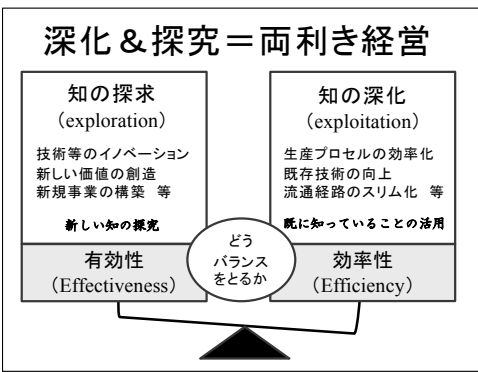 深化＆探究＝両利き経営
知の探求
（exploration）
技術等のイノベーション
新しい価値の創造
新規事業の構築 等
新しい知の探究
有効性
（Effectiveness）
どう
バランス
をとるか
知の深化
（exploitation）
生産プロセルの効率化
既存技術の向上
流通経路のスリム化 等
既に知っていることの活用
効率性
（Efficiency）